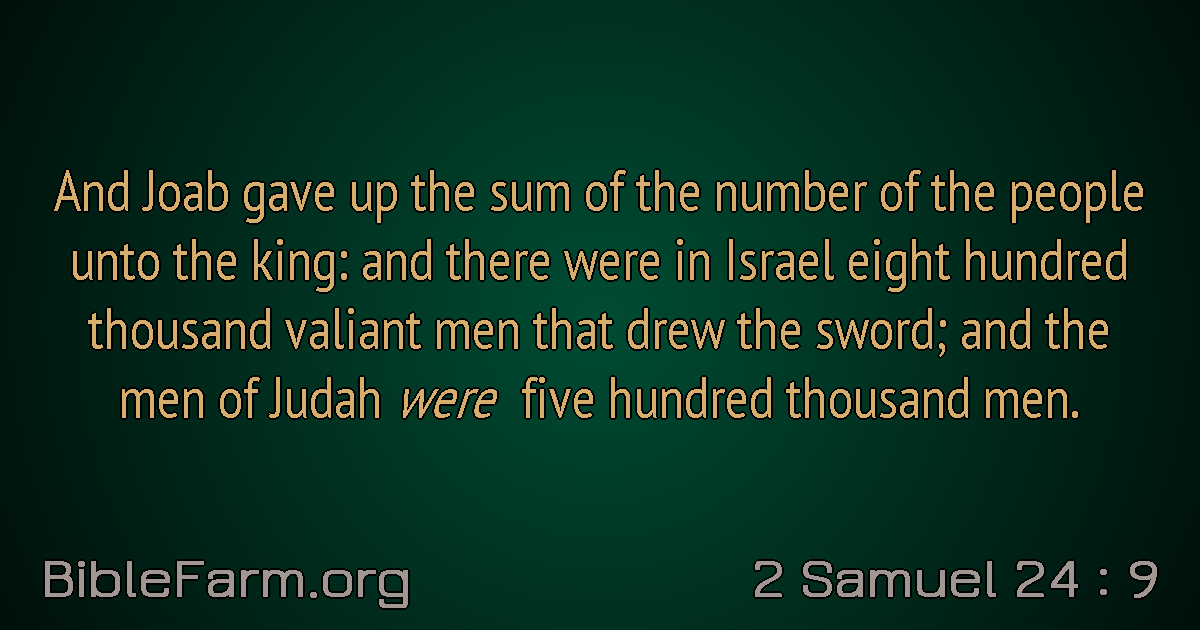 And Joab gave up the sum of the number of the people
unto the king: and there were in Israel eight hundred
thousand valiant men that drew the sword; and the
men of Judah were five hundred thousand men.
BibleFarm.org
2 Samuel 24 : 9